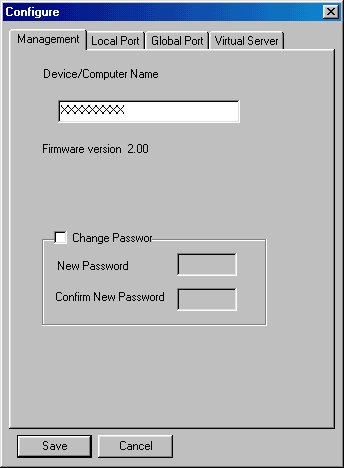 Configure
Management Local Port Global Port Virtual Server
Device/Computer Name
XXXXXXXX
Firmware version 2.00
Change Passwor
New Password
Confirm New Password
Save Cancel